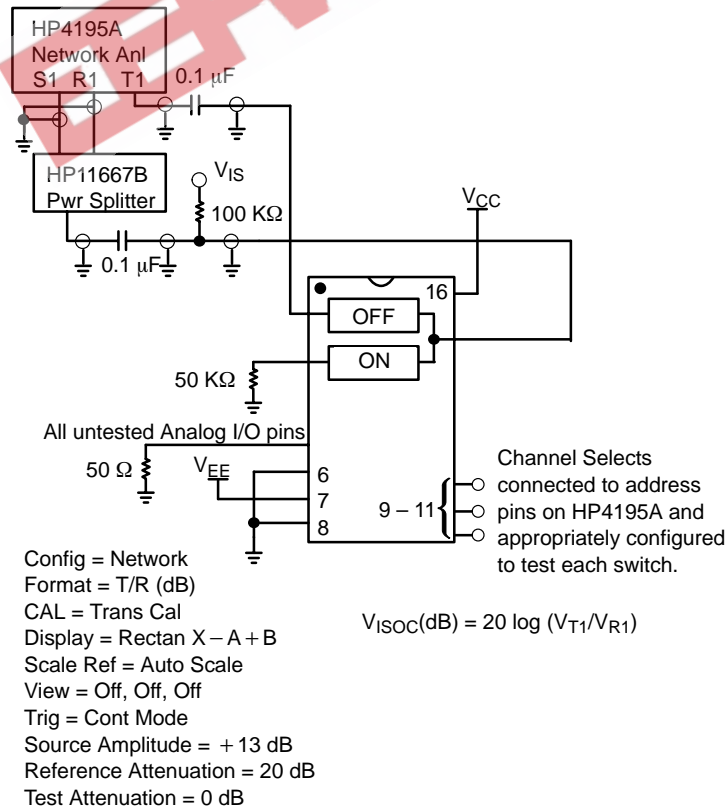 HP4195A
Network Anl
S1 R1 T1
0.1 μF
HP11667B
Pwr Splitter
VIS
100 KΩ
VCC
0.1 μF
16
OFF
ON
50 KΩ
All untested Analog I/O pins
50 Ω
VEE
6
7
8
9 – 11
Channel Selects
connected to address
pins on HP4195A and
appropriately configured
to test each switch.
Config = Network
Format = T/R (dB)
CAL = Trans Cal
Display = Rectan X – A + B
Scale Ref = Auto Scale
View = Off, Off, Off
Trig = Cont Mode
Source Amplitude = + 13 dB
Reference Attenuation = 20 dB
Test Attenuation = 0 dB
VISOC(dB) = 20 log (VT1/VR1)